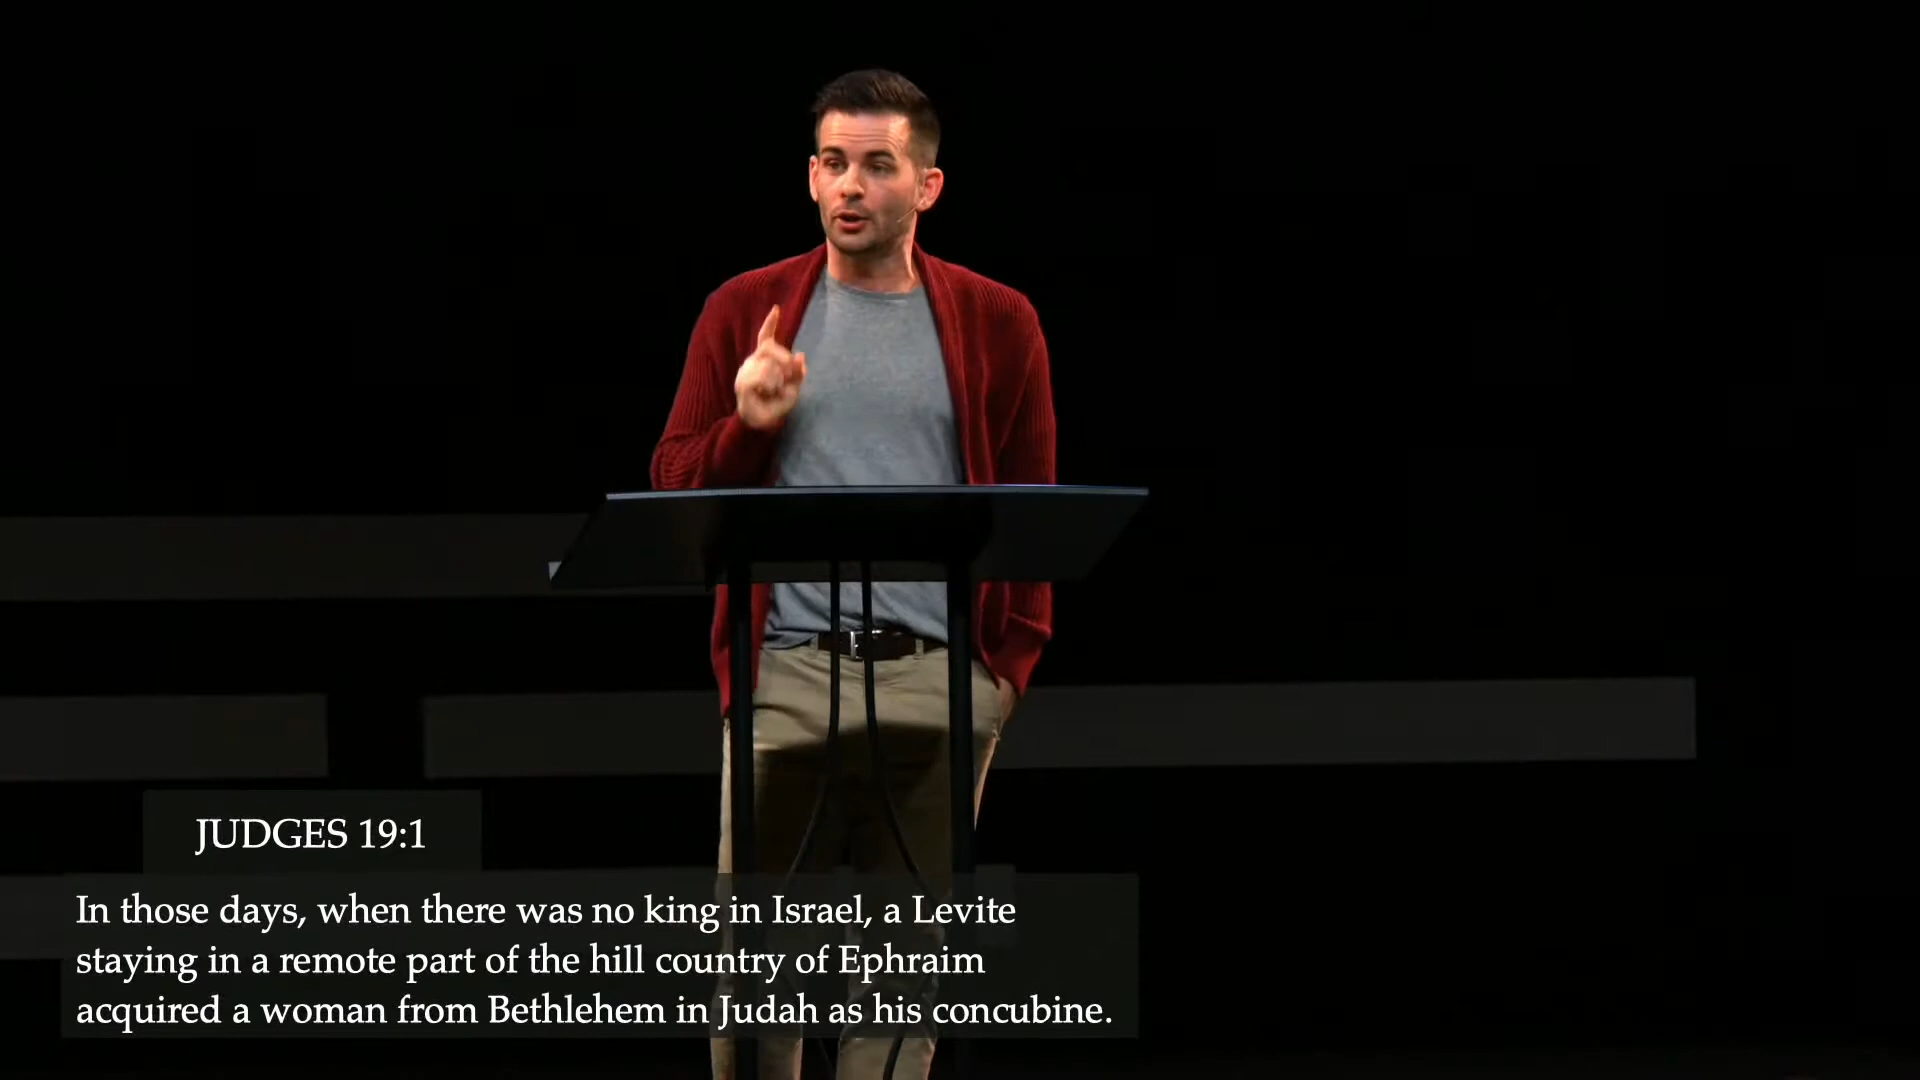 JUDGES 19:1
In those days, when there was no king in Israel, a Levite
staying in a remote part of the hill country of Ephraim
acquired a woman from Bethlehem in Judah as his concubine.